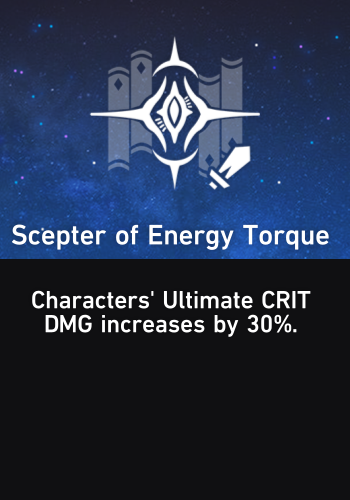 Scepter of Energy Torque
Characters' Ultimate CRIT
DMG increases by 30%.